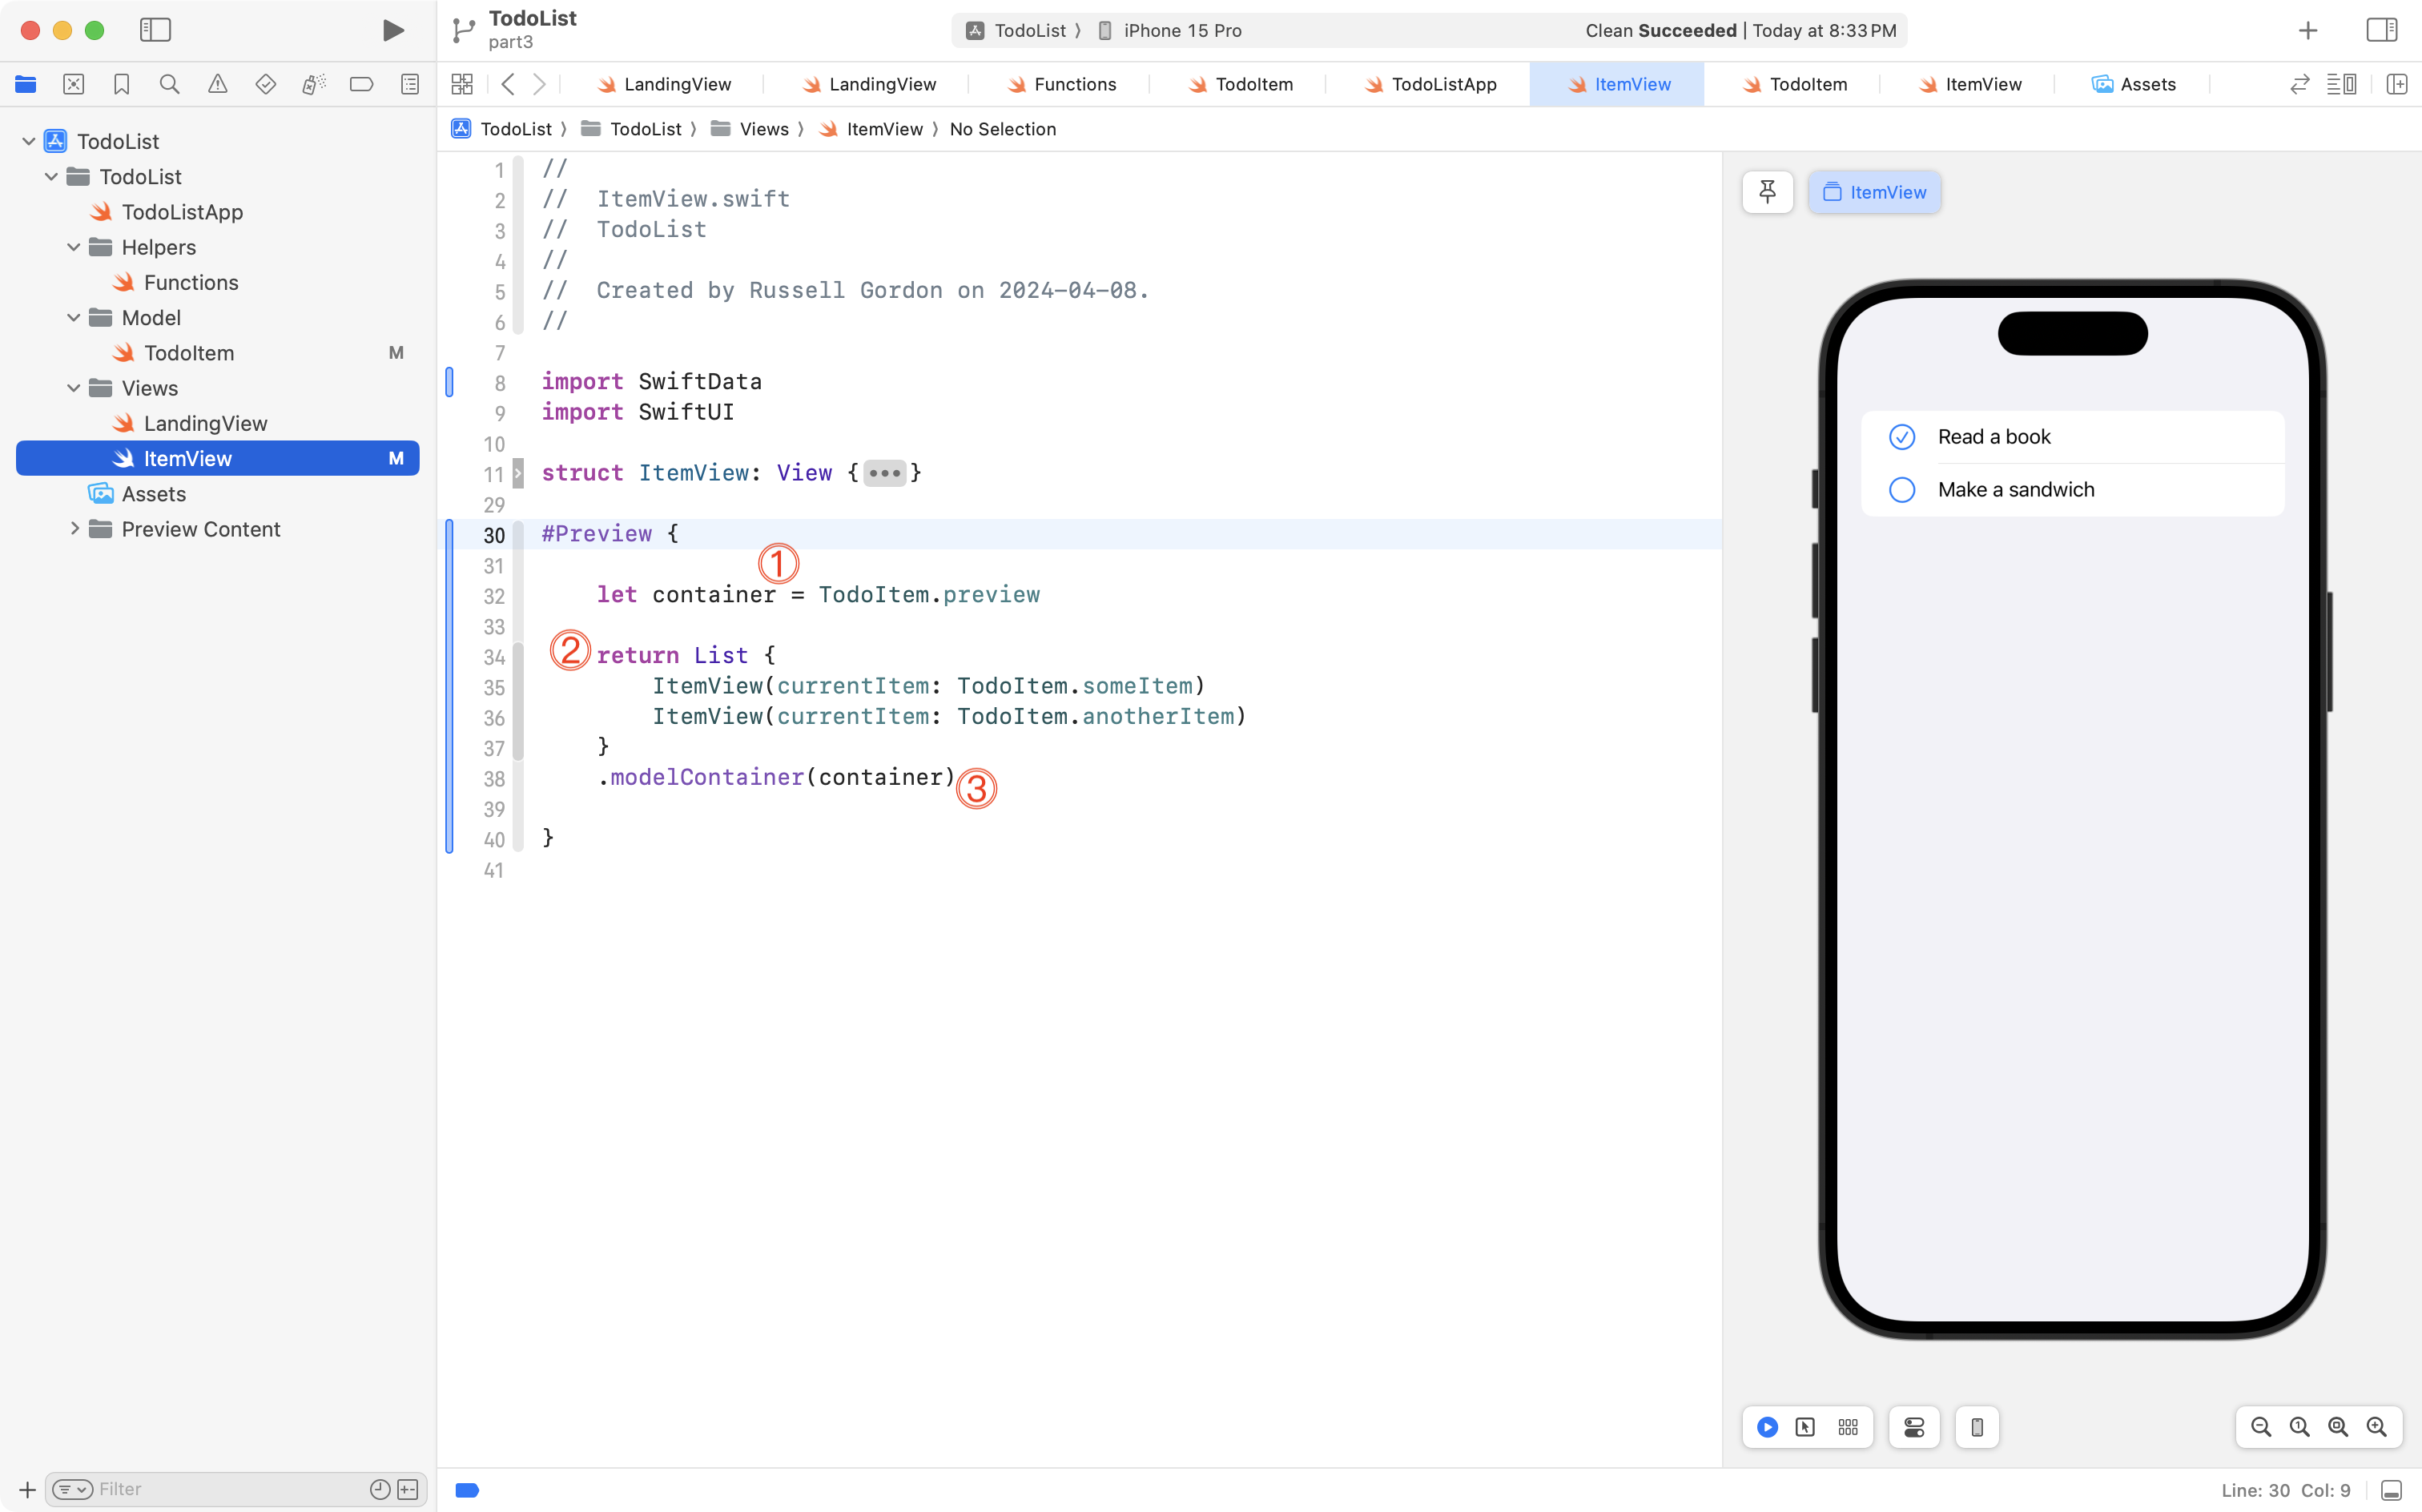 TodoList
part3
TodoList ⟩ iPhone 15 Pro
Clean Succeeded | Today at 8:33 PM
LandingView
LandingView
Functions
TodoItem
TodoListApp
ItemView
TodoItem
ItemView
Assets
TodoList ⟩ TodoList ⟩ Views ⟩ ItemView ⟩ No Selection
TodoList
TodoList
TodoListApp
Helpers
Functions
Model
TodoItem M
Views
LandingView
ItemView M
Assets
Preview Content
1 //
2 //  ItemView.swift
3 //  TodoList
4 //
5 //  Created by Russell Gordon on 2024-04-08.
6 //
7
8 import SwiftData
9 import SwiftUI
10
11 struct ItemView: View {•••}
29
30 #Preview {
31
①
32     let container = TodoItem.preview
33
34 ② return List {
35         ItemView(currentItem: TodoItem.someItem)
36         ItemView(currentItem: TodoItem.anotherItem)
37     }
38     .modelContainer(container) ③
39
40 }
41
ItemView
Read a book
Make a sandwich
Filter
Line: 30 Col: 9